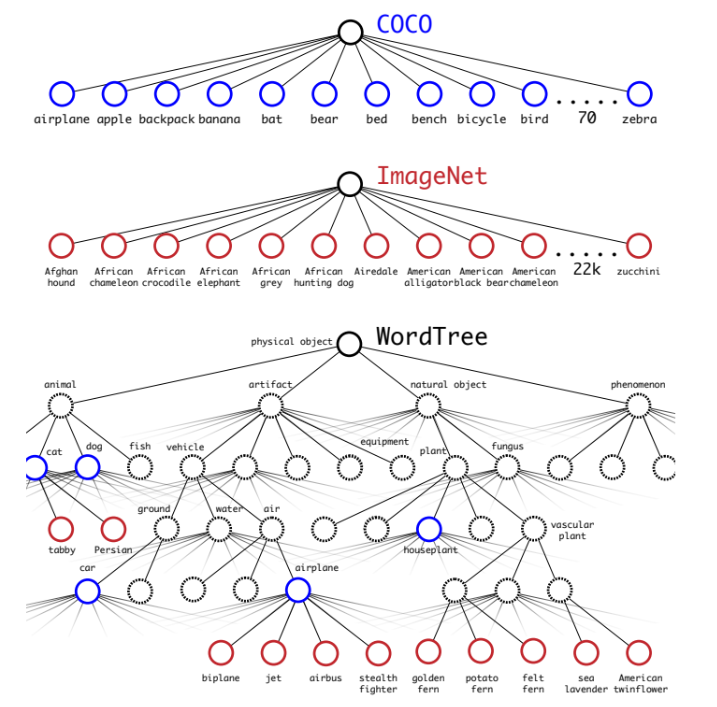 COCO
airplane apple backpack banana bat bear bed bench bicycle bird ..... zebra
70
ImageNet
Afghan African African African African African Airedale American American American ..... zucchini
hound chameleon crocodile elephant grey hunting dog alligator black bear chameleon 22k
physical object WordTree
animal artifact natural object phenomenon
cat dog fish vehicle equipment plant fungus
ground water air
tabby Persian houseplant vascular
plant
car airplane
biplane jet airbus stealth golden potato felt sea American
fighter fern fern fern lavender twinflower